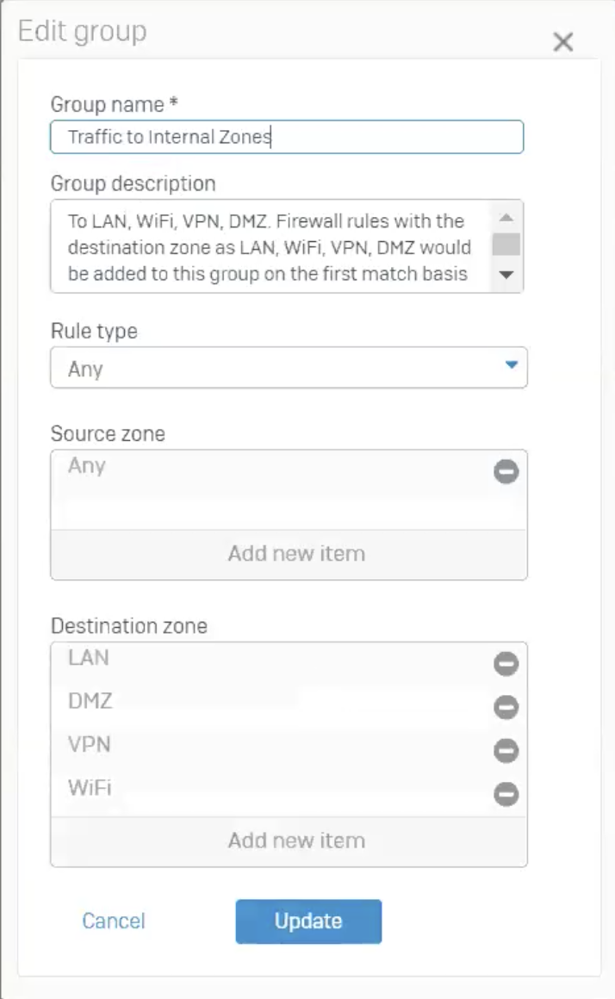 Edit group
Group name *
Traffic to Internal Zones
Group description
To LAN, WiFi, VPN, DMZ. Firewall rules with the
destination zone as LAN, WiFi, VPN, DMZ would
be added to this group on the first match basis
Rule type
Any
Source zone
Any
Add new item
Destination zone
LAN
DMZ
VPN
WiFi
Add new item
Cancel
Update